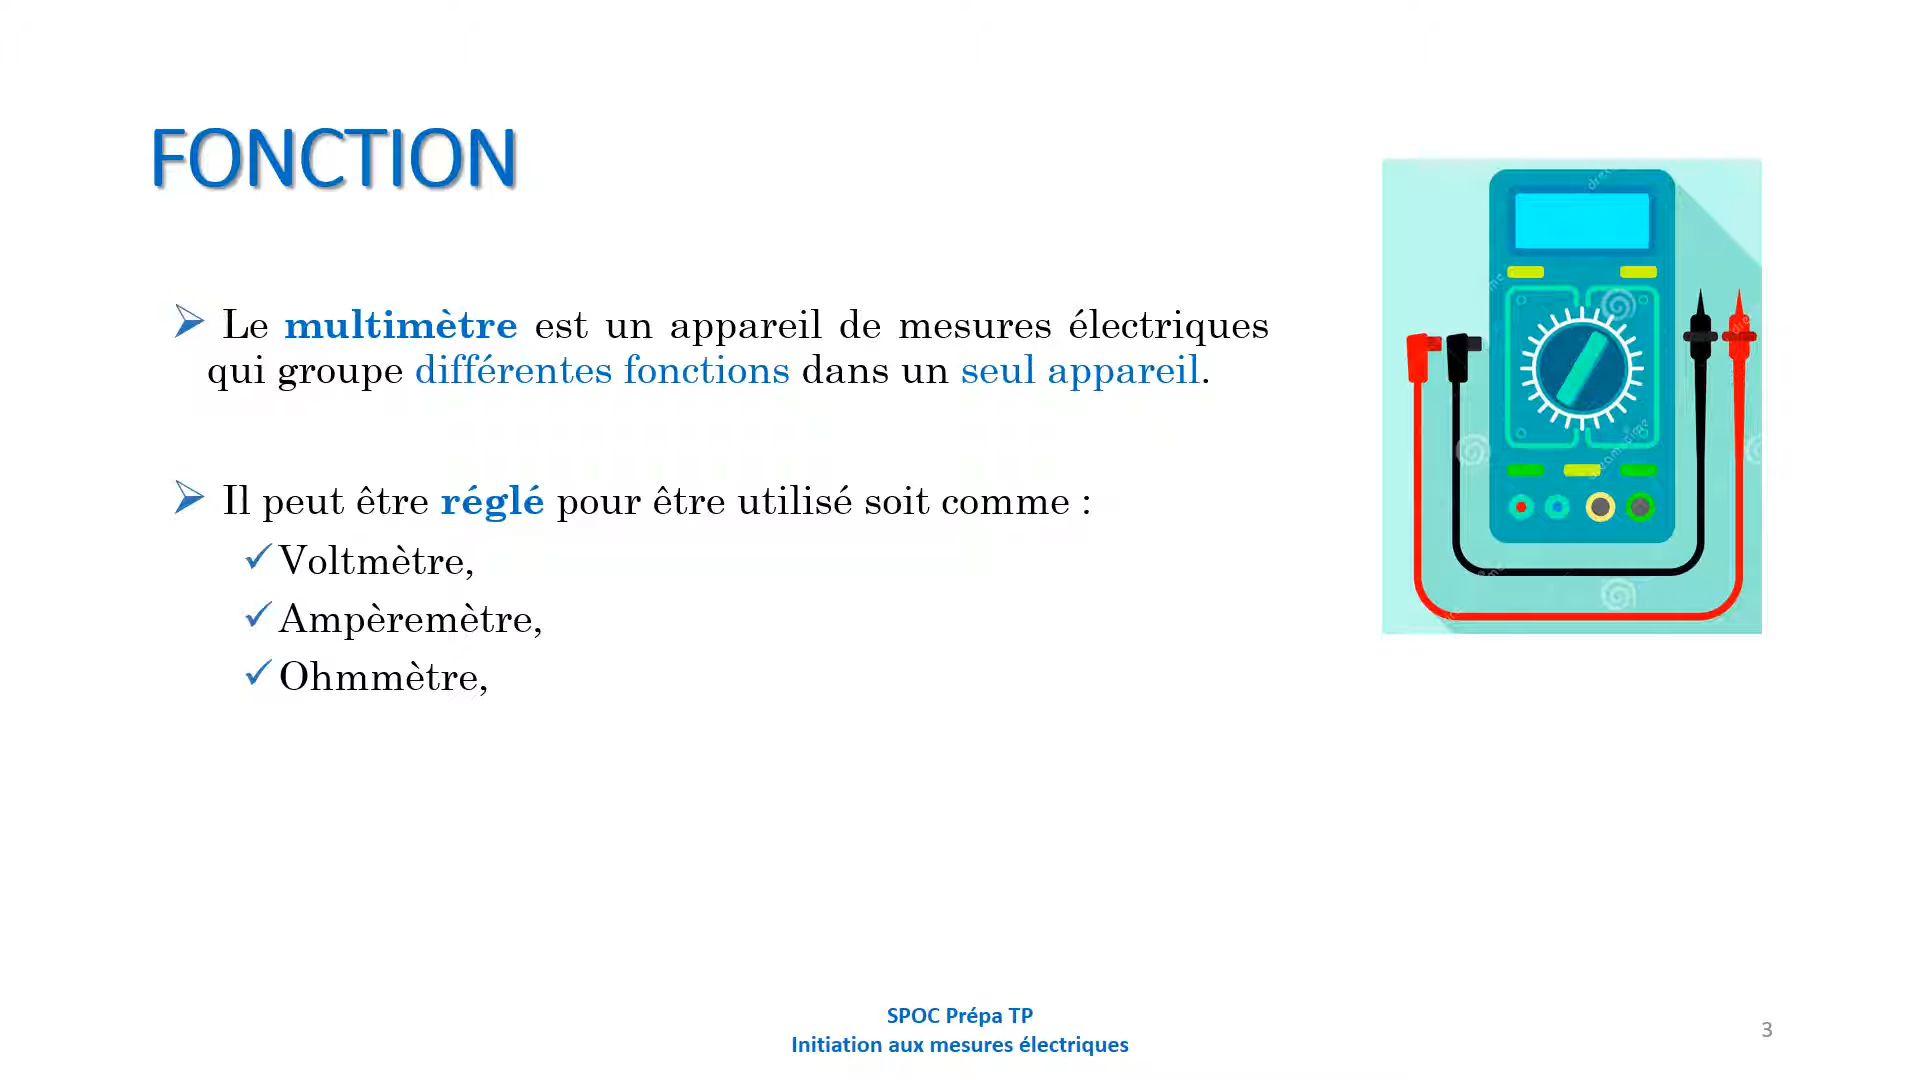 FONCTION
Le multimètre est un appareil de mesures électriques
qui groupe différentes fonctions dans un seul appareil.
Il peut être réglé pour être utilisé soit comme :
Voltmètre,
Ampèremètre,
Ohmmètre,
SPOC Prépa TP
Initiation aux mesures électriques
3